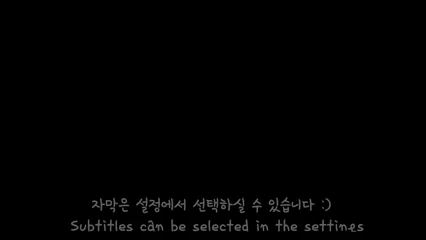 자막은 설정에서 선택하실 수 있습니다 :)
Subtitles can be selected in the settings